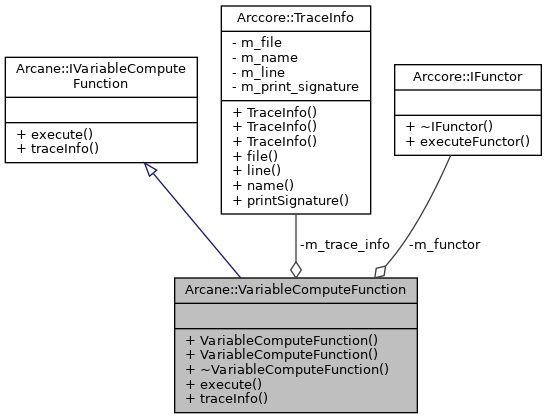 Arccore::TraceInfo
- m_file
- m_name
- m_line
- m_print_signature
+ TraceInfo()
+ TraceInfo()
+ TraceInfo()
+ file()
+ line()
+ name()
+ printSignature()
Arcane::IVariableCompute
Function
+ execute()
+ traceInfo()
Arccore::IFunctor
+ ~IFunctor()
+ executeFunctor()
-m_trace_info
-m_functor
Arcane::VariableComputeFunction
+ VariableComputeFunction()
+ VariableComputeFunction()
+ ~VariableComputeFunction()
+ execute()
+ traceInfo()